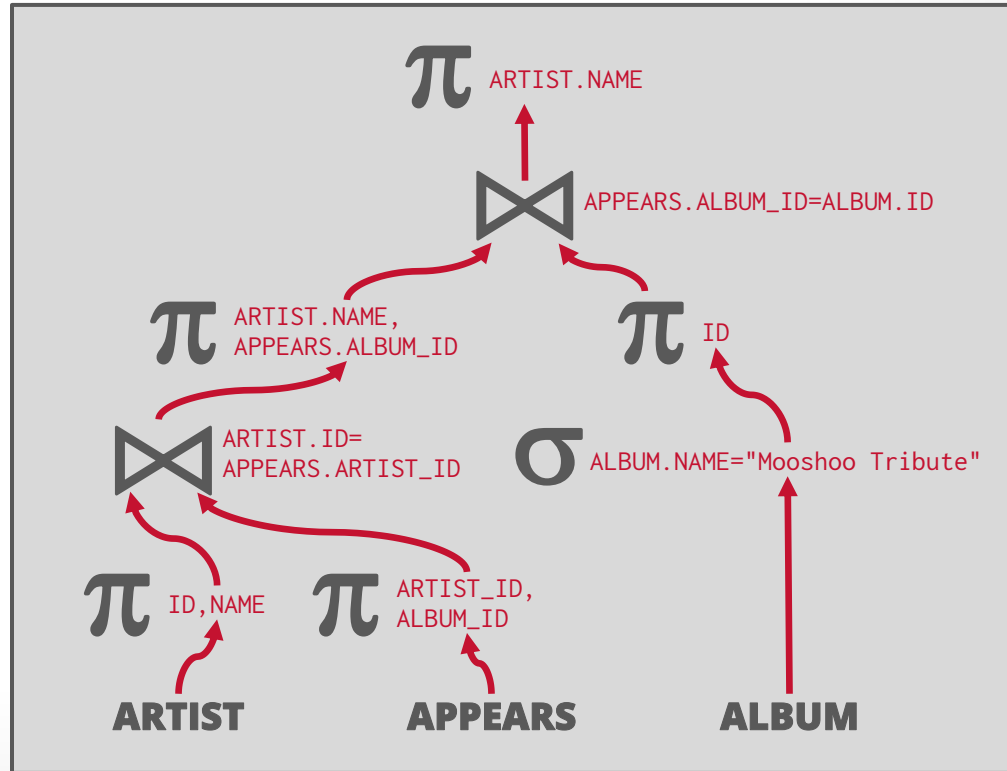 π ARTIST.NAME
⋈ APPEARS.ALBUM_ID=ALBUM.ID
π ARTIST.NAME,
APPEARS.ALBUM_ID
π ID
⋈ ARTIST.ID=
APPEARS.ARTIST_ID
σ ALBUM.NAME="Mooshoo Tribute"
π ID,NAME
π ARTIST_ID,
ALBUM_ID
ARTIST
APPEARS
ALBUM